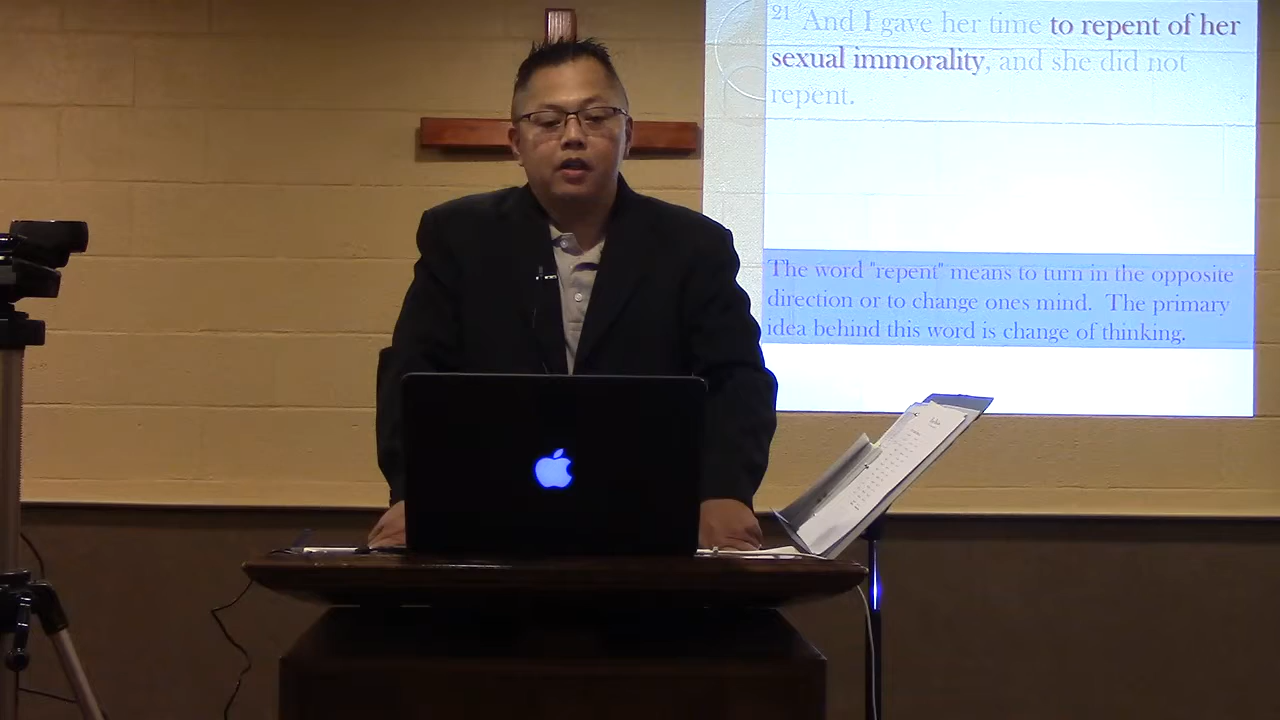 21 And I gave her time to repent of her
sexual immorality, and she did not
repent.
The word "repent" means to turn in the opposite
direction or to change ones mind. The primary
idea behind this word is change of thinking.